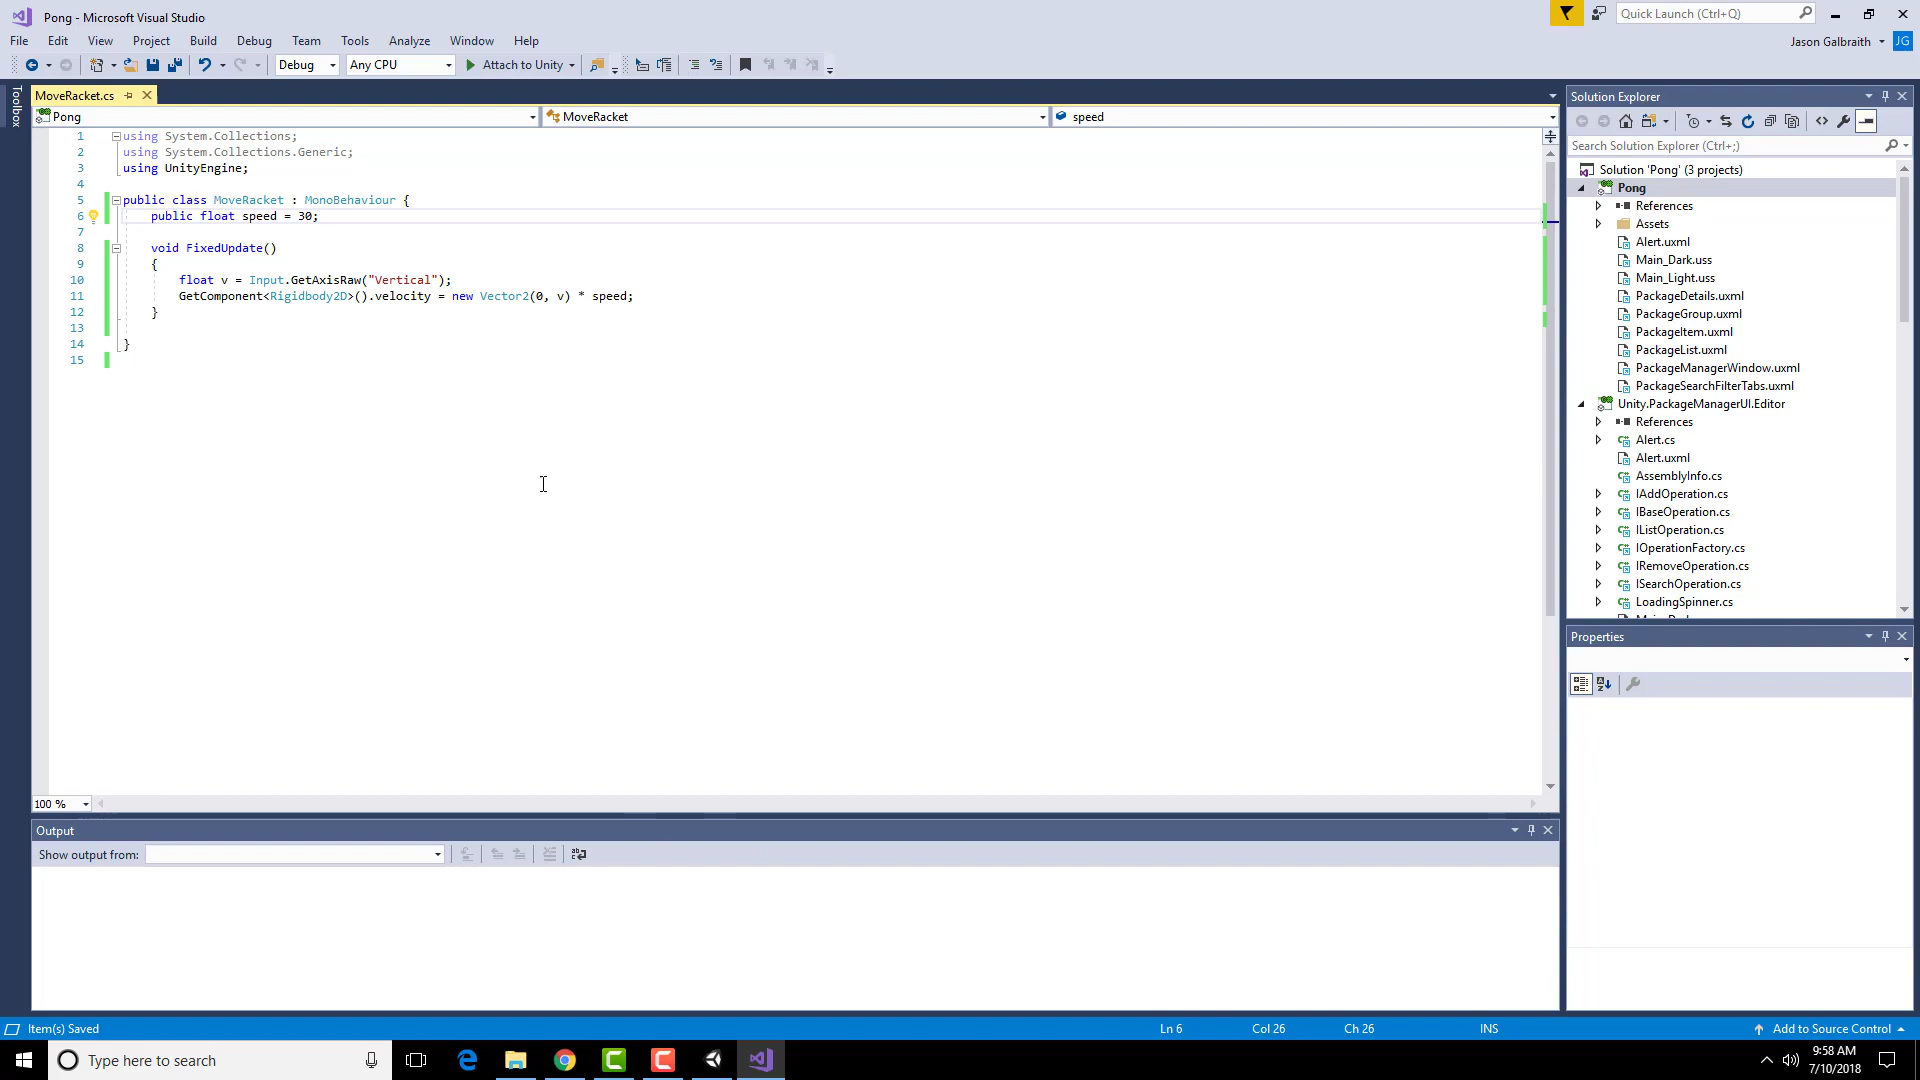 Pong - Microsoft Visual Studio
Quick Launch (Ctrl+Q)
File Edit View Project Build Debug Team Tools Analyze Window Help
Jason Galbraith JG
Debug Any CPU Attach to Unity
Toolbox
MoveRacket.cs
Pong MoveRacket speed
1 using System.Collections;
2 using System.Collections.Generic;
3 using UnityEngine;
4
5 public class MoveRacket : MonoBehaviour {
6 public float speed = 30;
7
8 void FixedUpdate()
9 {
10 float v = Input.GetAxisRaw("Vertical");
11 GetComponent<Rigidbody2D>().velocity = new Vector2(0, v) * speed;
12 }
13
14 }
15
100 %
Output
Show output from:
Solution Explorer
Search Solution Explorer (Ctrl+;)
Solution 'Pong' (3 projects)
Pong
References
Assets
Alert.uxml
Main_Dark.uss
Main_Light.uss
PackageDetails.uxml
PackageGroup.uxml
PackageItem.uxml
PackageList.uxml
PackageManagerWindow.uxml
PackageSearchFilterTabs.uxml
Unity.PackageManagerUI.Editor
References
Alert.cs
Alert.uxml
AssemblyInfo.cs
IAddOperation.cs
IBaseOperation.cs
IListOperation.cs
IOperationFactory.cs
IRemoveOperation.cs
ISearchOperation.cs
LoadingSpinner.cs
Properties
Item(s) Saved Ln 6 Col 26 Ch 26 INS Add to Source Control
Type here to search
9:58 AM
7/10/2018